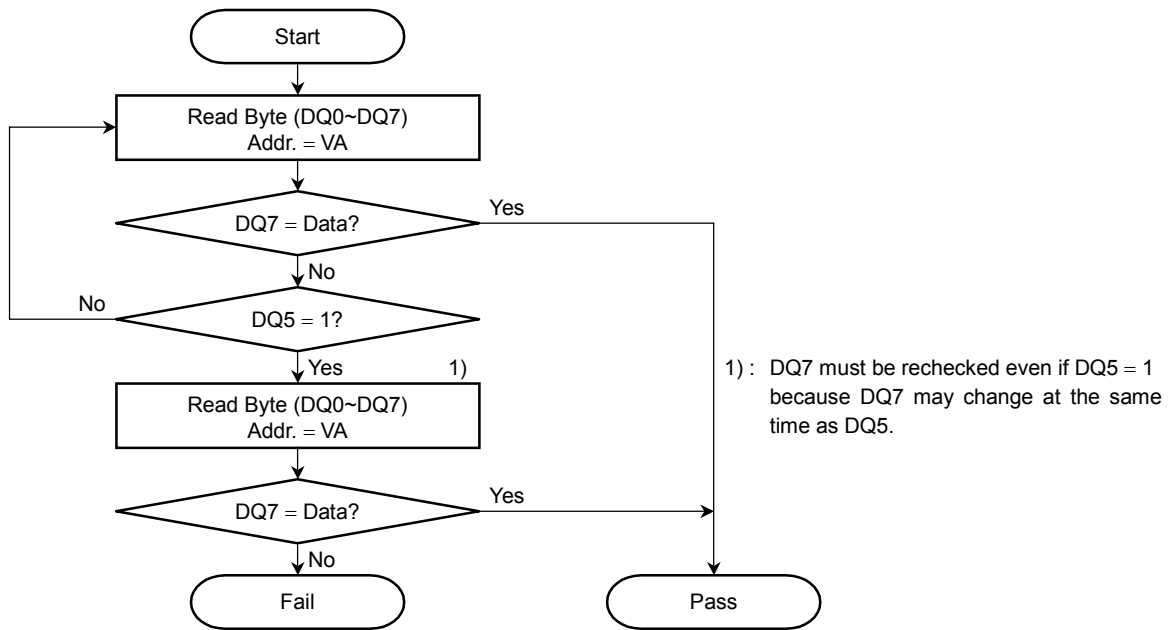 Start
Read Byte (DQ0~DQ7)
Addr. = VA
DQ7 = Data?
Yes
No
No
DQ5 = 1?
Yes
1)
Read Byte (DQ0~DQ7)
Addr. = VA
1) : DQ7 must be rechecked even if DQ5 = 1
because DQ7 may change at the same
time as DQ5.
DQ7 = Data?
Yes
No
Fail
Pass